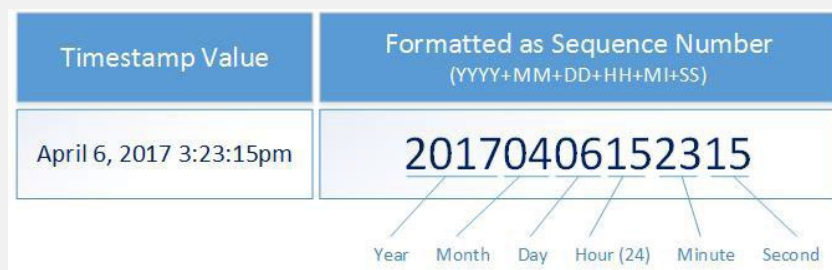 Timestamp Value
Formatted as Sequence Number
(YYYY+MM+DD+HH+MI+SS)
April 6, 2017 3:23:15pm
20170406152315
Year Month Day Hour (24) Minute Second